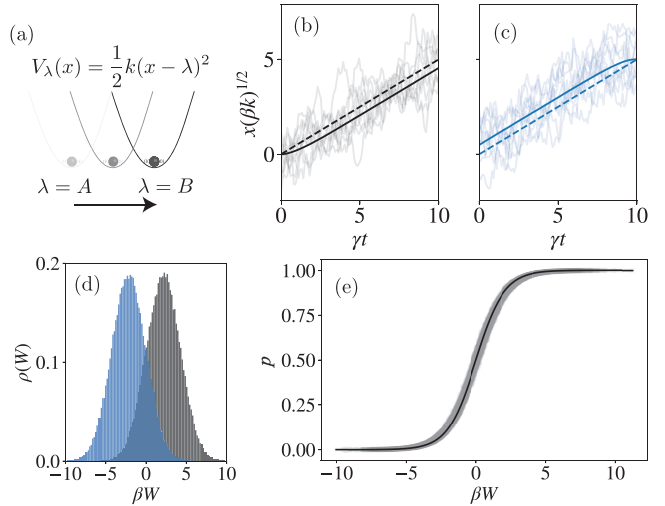 (a)
V_λ(x) = \frac{1}{2}k(x − λ)^2
λ = A λ = B
(b)
x(βk)^{1/2}
5
0
0 5 10
γt
(c)
0 5 10
γt
(d)
ρ(W)
0.2
0.1
0.0
−10 −5 0 5 10
βW
(e)
p
1.00
0.75
0.50
0.25
0.00
−10 −5 0 5 10
βW